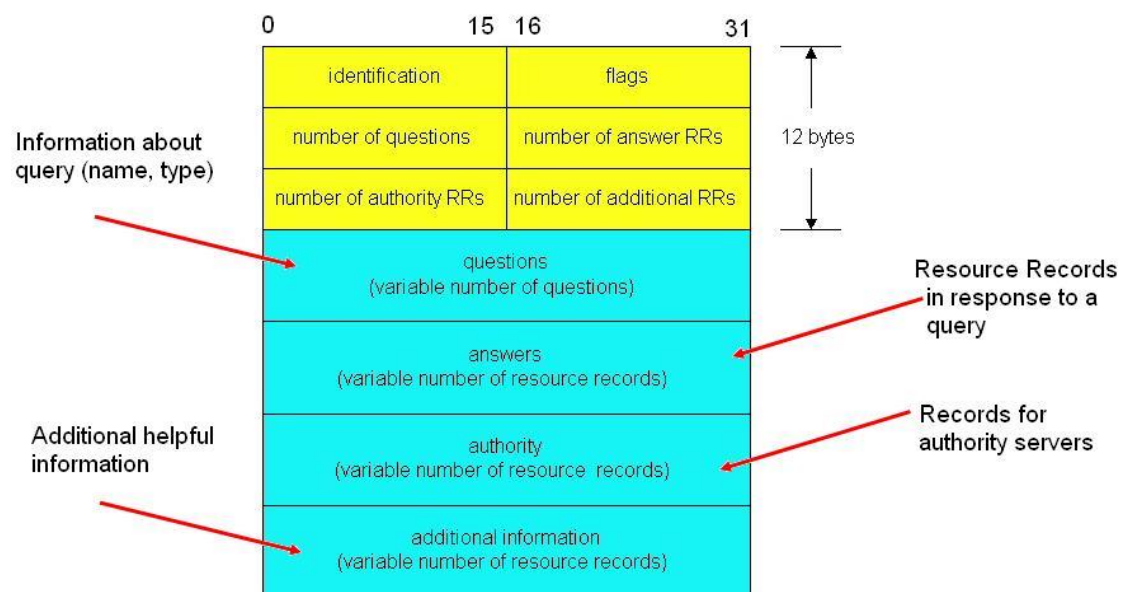 0 15 16 31
identification flags
number of questions number of answer RRs
12 bytes
number of authority RRs number of additional RRs
Information about
query (name, type)
questions
(variable number of questions)
Resource Records
in response to a
query
answers
(variable number of resource records)
Records for
authority servers
authority
(variable number of resource records)
Additional helpful
information
additional information
(variable number of resource records)